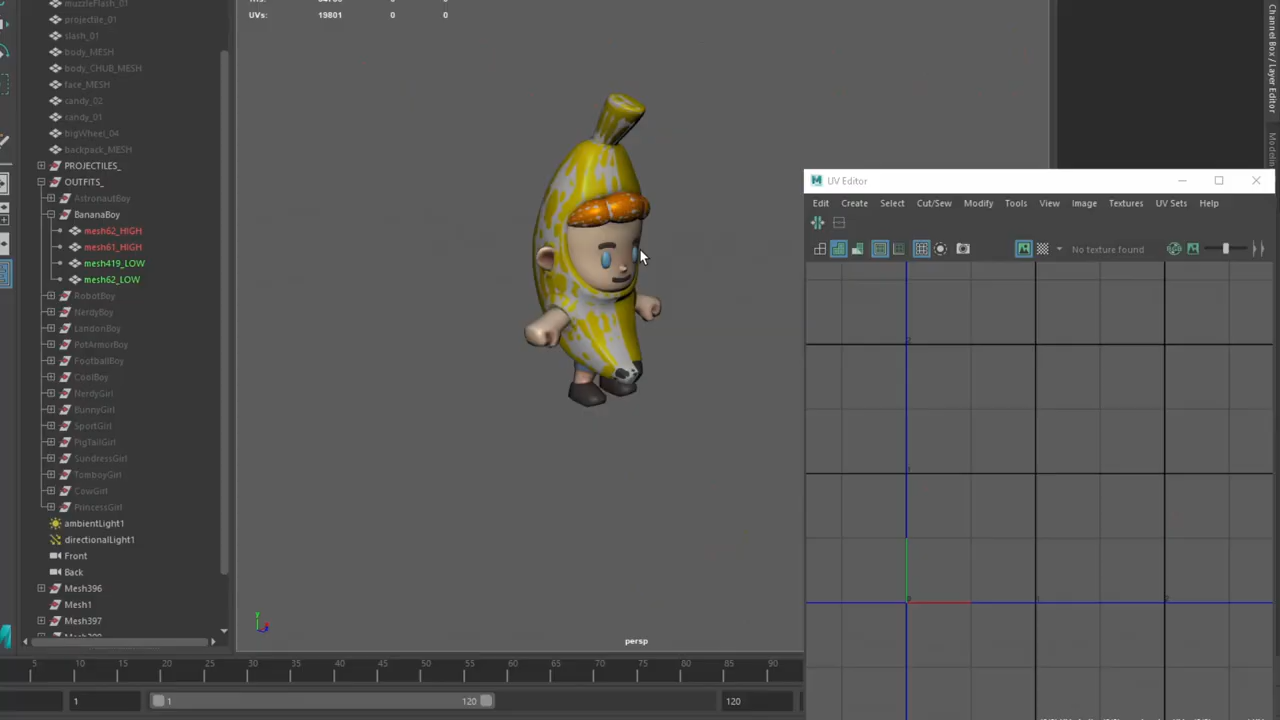 muzzleFlash_01
projectile_01
slash_01
body_MESH
body_CHUB_MESH
face_MESH
candy_02
candy_01
bigWheel_04
backpack_MESH
PROJECTILES_
OUTFITS_
AstronautBoy
BananaBoy
mesh62_HIGH
mesh61_HIGH
mesh419_LOW
mesh62_LOW
RobotBoy
NerdyBoy
LandonBoy
PotArmorBoy
FootballBoy
CoolBoy
NerdyGirl
BunnyGirl
SportGirl
PigTailGirl
SundressGirl
TomboyGirl
CowGirl
PrincessGirl
ambientLight1
directionalLight1
Front
Back
Mesh396
Mesh1
Mesh397
UVs: 19801 0 0
y
persp
Channel Box / Layer Editor
UV Editor
Edit Create Select Cut/Sew Modify Tools View Image Textures UV Sets Help
No texture found
5 10 15 20 25 30 35 40 45 50 55 60 65 70 75 80 85 90
1 1 120 120